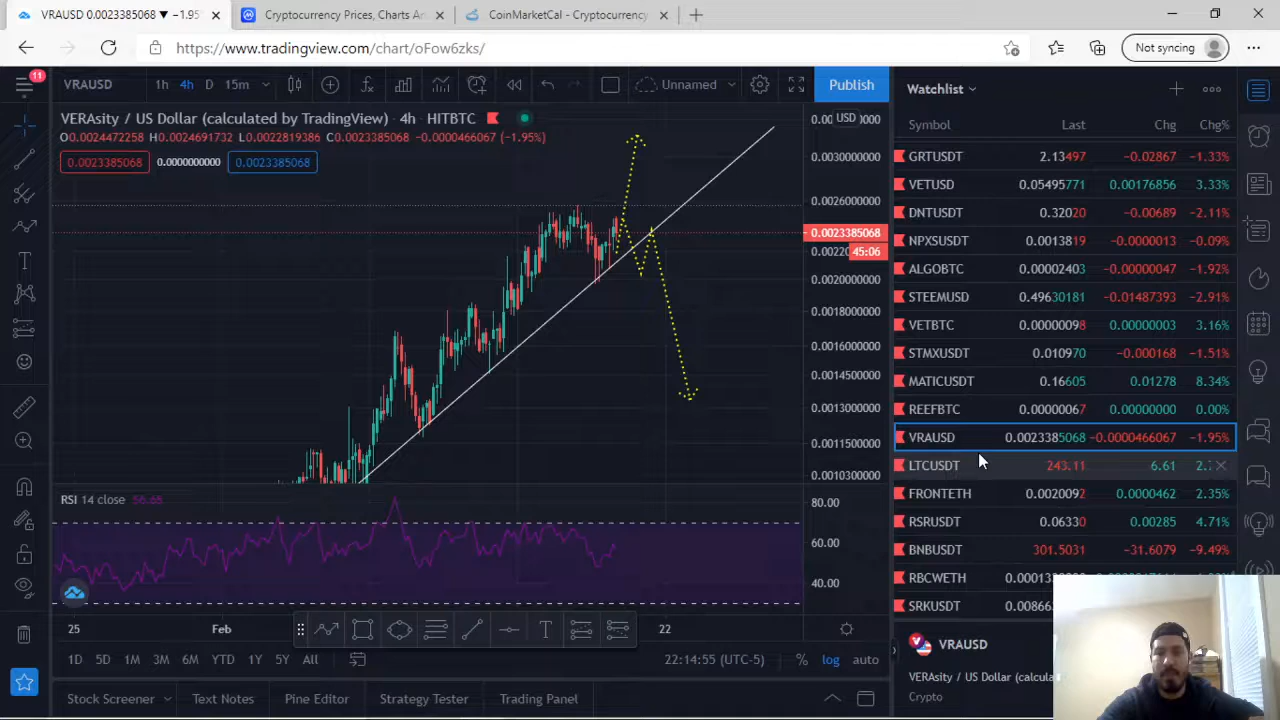 VRAUSD 0.0023385068 ▼ −1.95%
Cryptocurrency Prices, Charts An
CoinMarketCal - Cryptocurrency
https://www.tradingview.com/chart/oFow6zks/
Not syncing
11
VRAUSD
1h 4h D 15m
Unnamed
Publish
Watchlist
VERAsity / US Dollar (calculated by TradingView) · 4h · HITBTC
USD
O0.0024472258 H0.0024691732 L0.0022819386 C0.0023385068 −0.0000466067 (−1.95%)
0.0023385068 0.0000000000 0.0023385068
0.0030000000
0.0026000000
0.0023385068
45:06
0.0020000000
0.0018000000
0.0016000000
0.0014500000
0.0013000000
0.0011500000
0.0010300000
RSI 14 close 56.65
80.00
60.00
40.00
25 Feb 22
1D 5D 1M 3M 6M YTD 1Y 5Y All
22:14:55 (UTC-5) % log auto
Stock Screener Text Notes Pine Editor Strategy Tester Trading Panel
Symbol Last Chg Chg%
GRTUSDT 2.13497 −0.02867 −1.33%
VETUSD 0.05495771 0.00176856 3.33%
DNTUSDT 0.32020 −0.00689 −2.11%
NPXSUSDT 0.0013819 −0.0000013 −0.09%
ALGOBTC 0.00002403 −0.00000047 −1.92%
STEEMUSD 0.49630181 −0.01487393 −2.91%
VETBTC 0.00000098 0.00000003 3.16%
STMXUSDT 0.010970 −0.000168 −1.51%
MATICUSDT 0.16605 0.01278 8.34%
REEFBTC 0.00000067 0.00000000 0.00%
VRAUSD 0.0023385068 −0.0000466067 −1.95%
LTCUSDT 243.11 6.61
FRONTETH 0.0020092 0.0000462 2.35%
RSRUSDT 0.06330 0.00285 4.71%
BNBUSDT 301.5031 −31.6079 −9.49%
RBCWETH
SRKUSDT
VRAUSD
VERAsity / US Dollar (calcula
Crypto